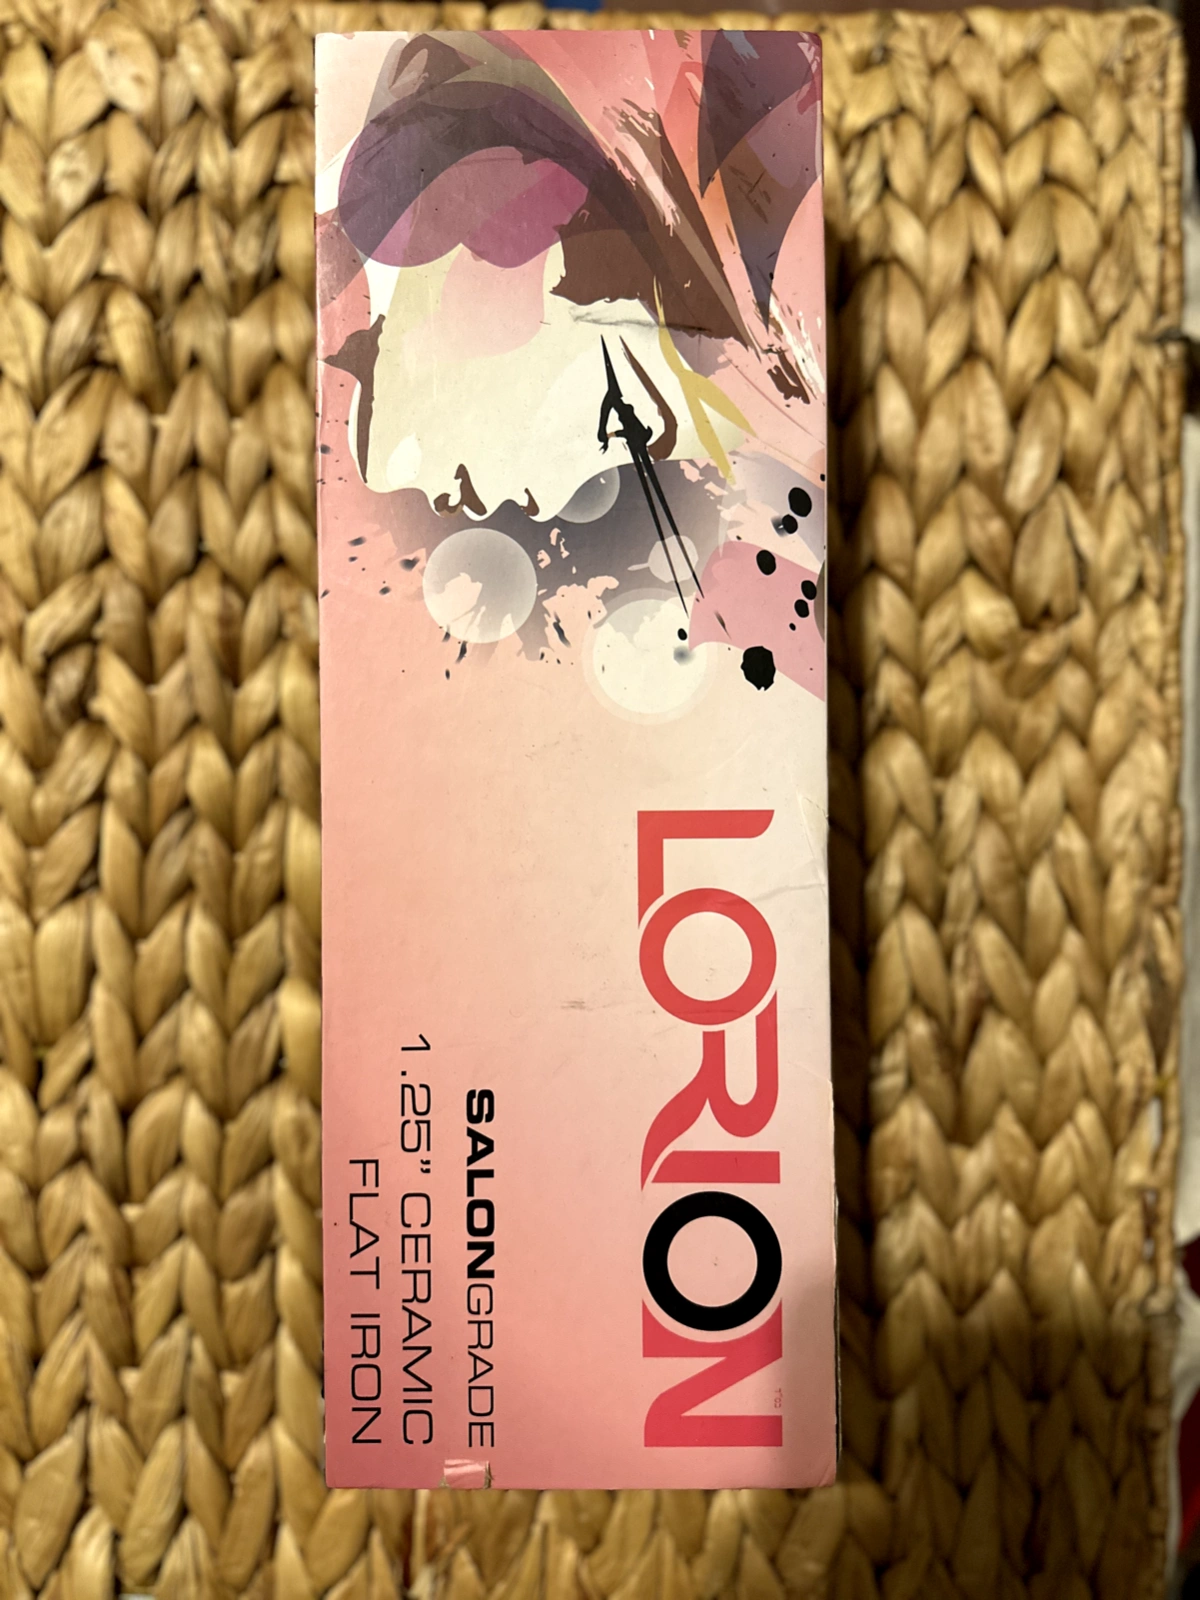 LORION
SALONGRADE
1.25” CERAMIC
FLAT IRON